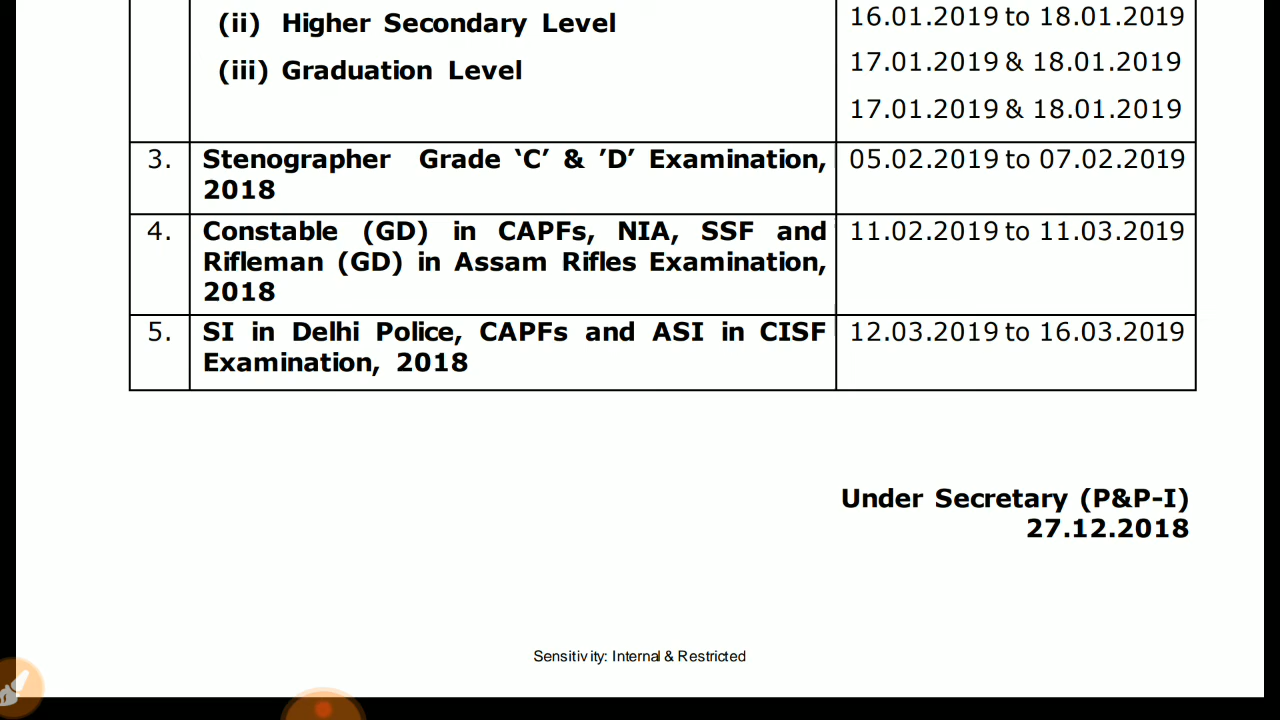 (ii) Higher Secondary Level
16.01.2019 to 18.01.2019
(iii) Graduation Level
17.01.2019 & 18.01.2019
17.01.2019 & 18.01.2019
3. Stenographer Grade ‘C’ & ’D’ Examination, 05.02.2019 to 07.02.2019
2018
4. Constable (GD) in CAPFs, NIA, SSF and 11.02.2019 to 11.03.2019
Rifleman (GD) in Assam Rifles Examination,
2018
5. SI in Delhi Police, CAPFs and ASI in CISF 12.03.2019 to 16.03.2019
Examination, 2018
Under Secretary (P&P-I)
27.12.2018
Sensitivity: Internal & Restricted